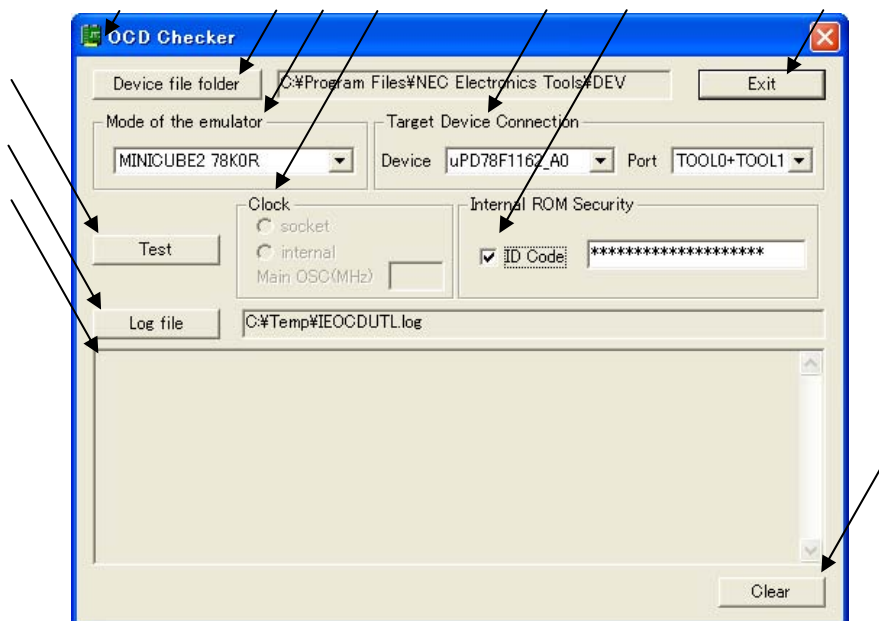 OCD Checker
Device file folder C:¥Program Files¥NEC Electronics Tools¥DEV Exit
Mode of the emulator Target Device Connection
MINICUBE2 78K0R Device uPD78F1162_A0 Port TOOL0+TOOL1
Clock Internal ROM Security
socket
Test internal ID Code ********************
Main OSC(MHz)
Log file C:¥Temp¥IEOCDUTL.log
Clear